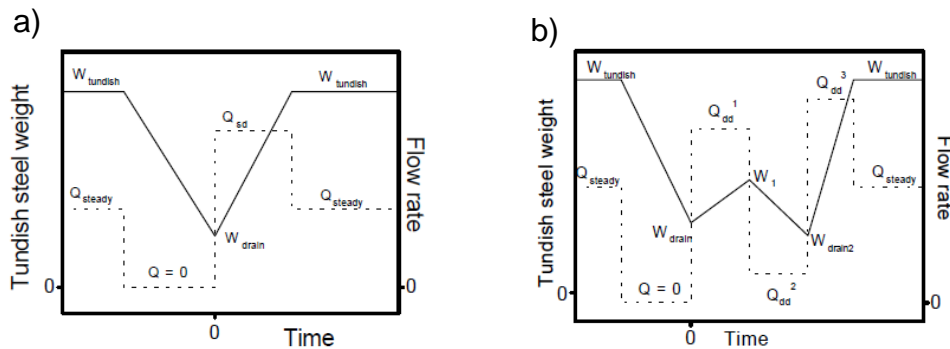 a)
W tundish
W tundish
Q sd
Q steady
Q steady
W drain
Q = 0
0
0
0
Time
Tundish steel weight
Flow rate
b)
W tundish
Q dd 1
Q dd 3
W tundish
Q steady
Q steady
W 1
W drain
W drain2
Q = 0
Q dd 2
0
0
0
Time
Tundish steel weight
Flow rate